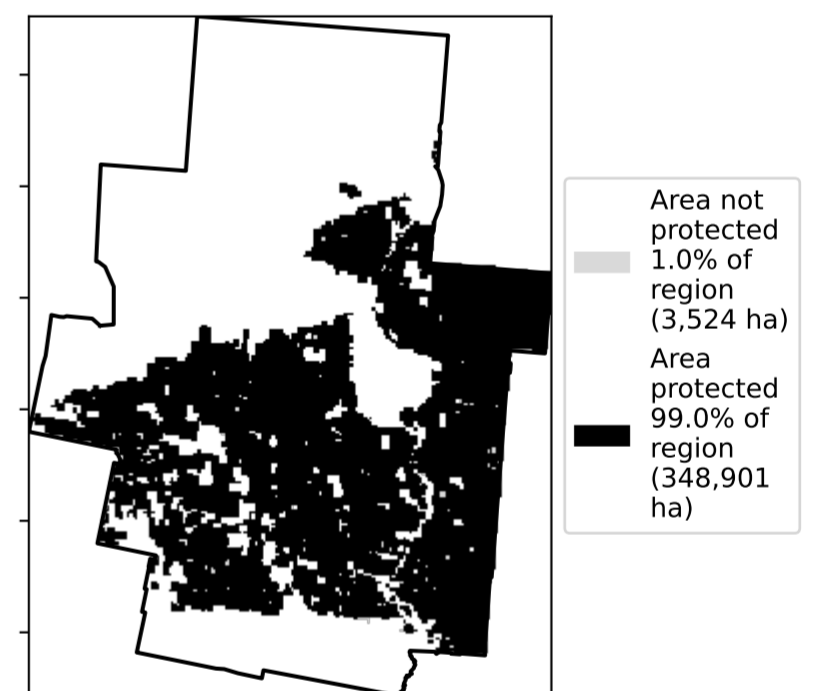 Area not
protected
1.0% of
region
(3,524 ha)
Area
protected
99.0% of
region
(348,901
ha)